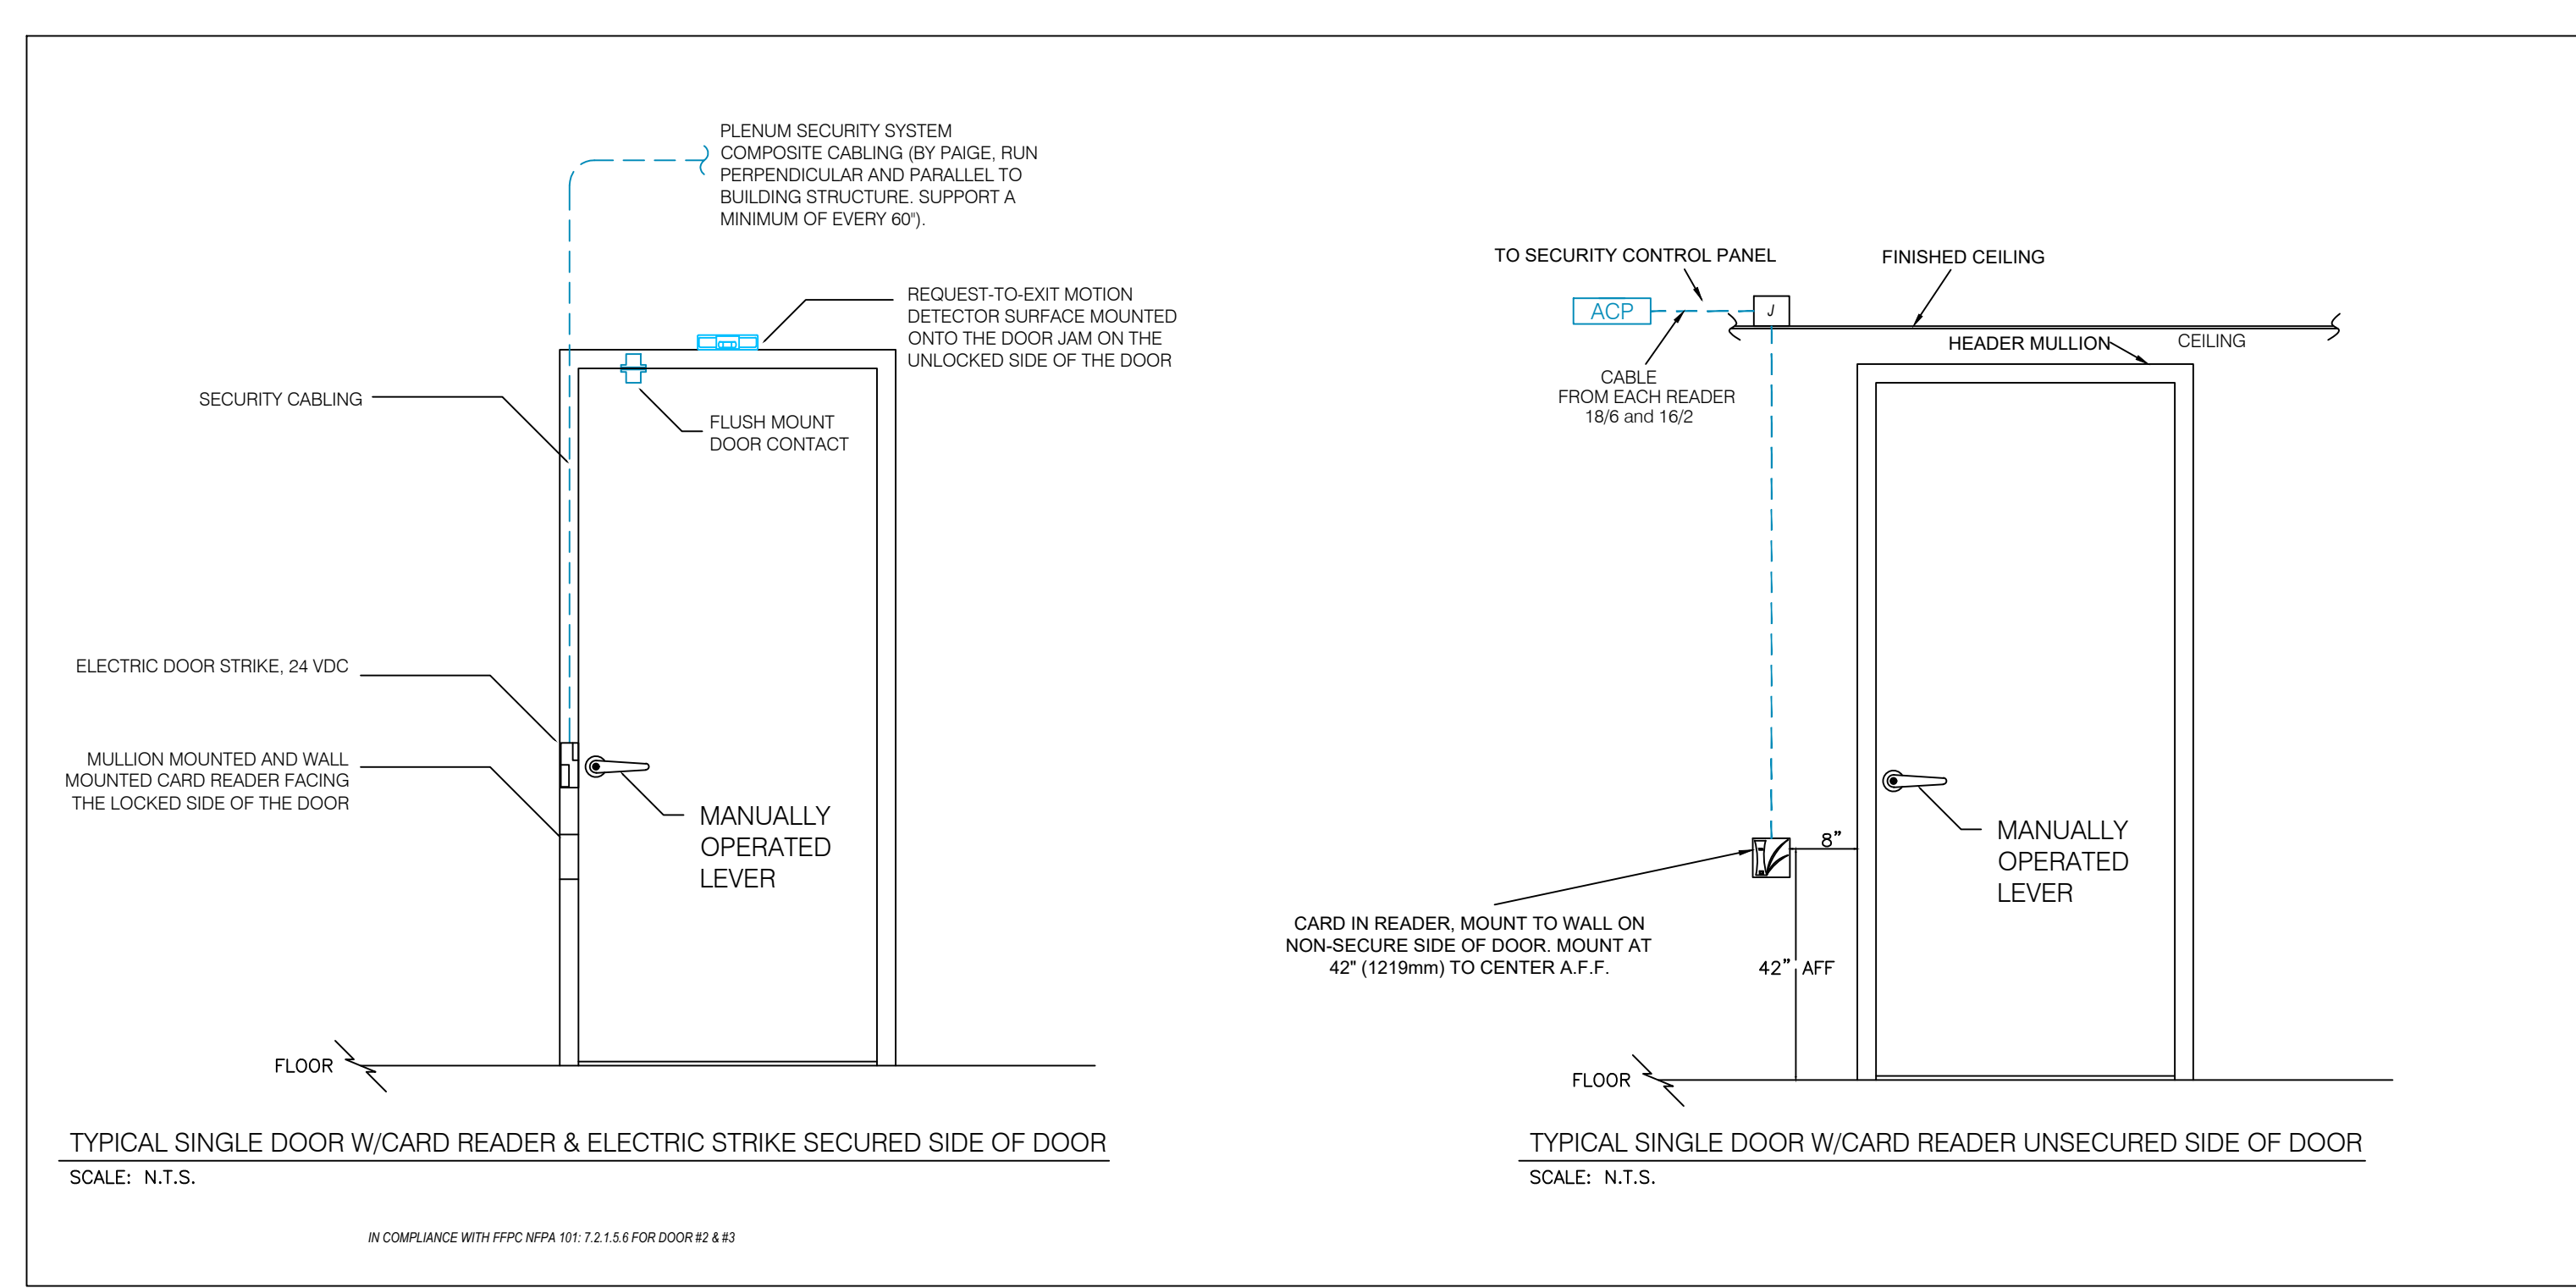 PLENUM SECURITY SYSTEM
COMPOSITE CABLING (BY PAIGE, RUN
PERPENDICULAR AND PARALLEL TO
BUILDING STRUCTURE. SUPPORT A
MINIMUM OF EVERY 60").
REQUEST-TO-EXIT MOTION
DETECTOR SURFACE MOUNTED
ONTO THE DOOR JAM ON THE
UNLOCKED SIDE OF THE DOOR
SECURITY CABLING
FLUSH MOUNT
DOOR CONTACT
ELECTRIC DOOR STRIKE, 24 VDC
MULLION MOUNTED AND WALL
MOUNTED CARD READER FACING
THE LOCKED SIDE OF THE DOOR
MANUALLY
OPERATED
LEVER
FLOOR
TYPICAL SINGLE DOOR W/CARD READER & ELECTRIC STRIKE SECURED SIDE OF DOOR
SCALE: N.T.S.
IN COMPLIANCE WITH FFPC NFPA 101: 7.2.1.5.6 FOR DOOR #2 & #3
TO SECURITY CONTROL PANEL
FINISHED CEILING
ACP
J
HEADER MULLION
CEILING
CABLE
FROM EACH READER
18/6 and 16/2
8”
MANUALLY
OPERATED
LEVER
CARD IN READER, MOUNT TO WALL ON
NON-SECURE SIDE OF DOOR. MOUNT AT
42" (1219mm) TO CENTER A.F.F.
42” AFF
FLOOR
TYPICAL SINGLE DOOR W/CARD READER UNSECURED SIDE OF DOOR
SCALE: N.T.S.